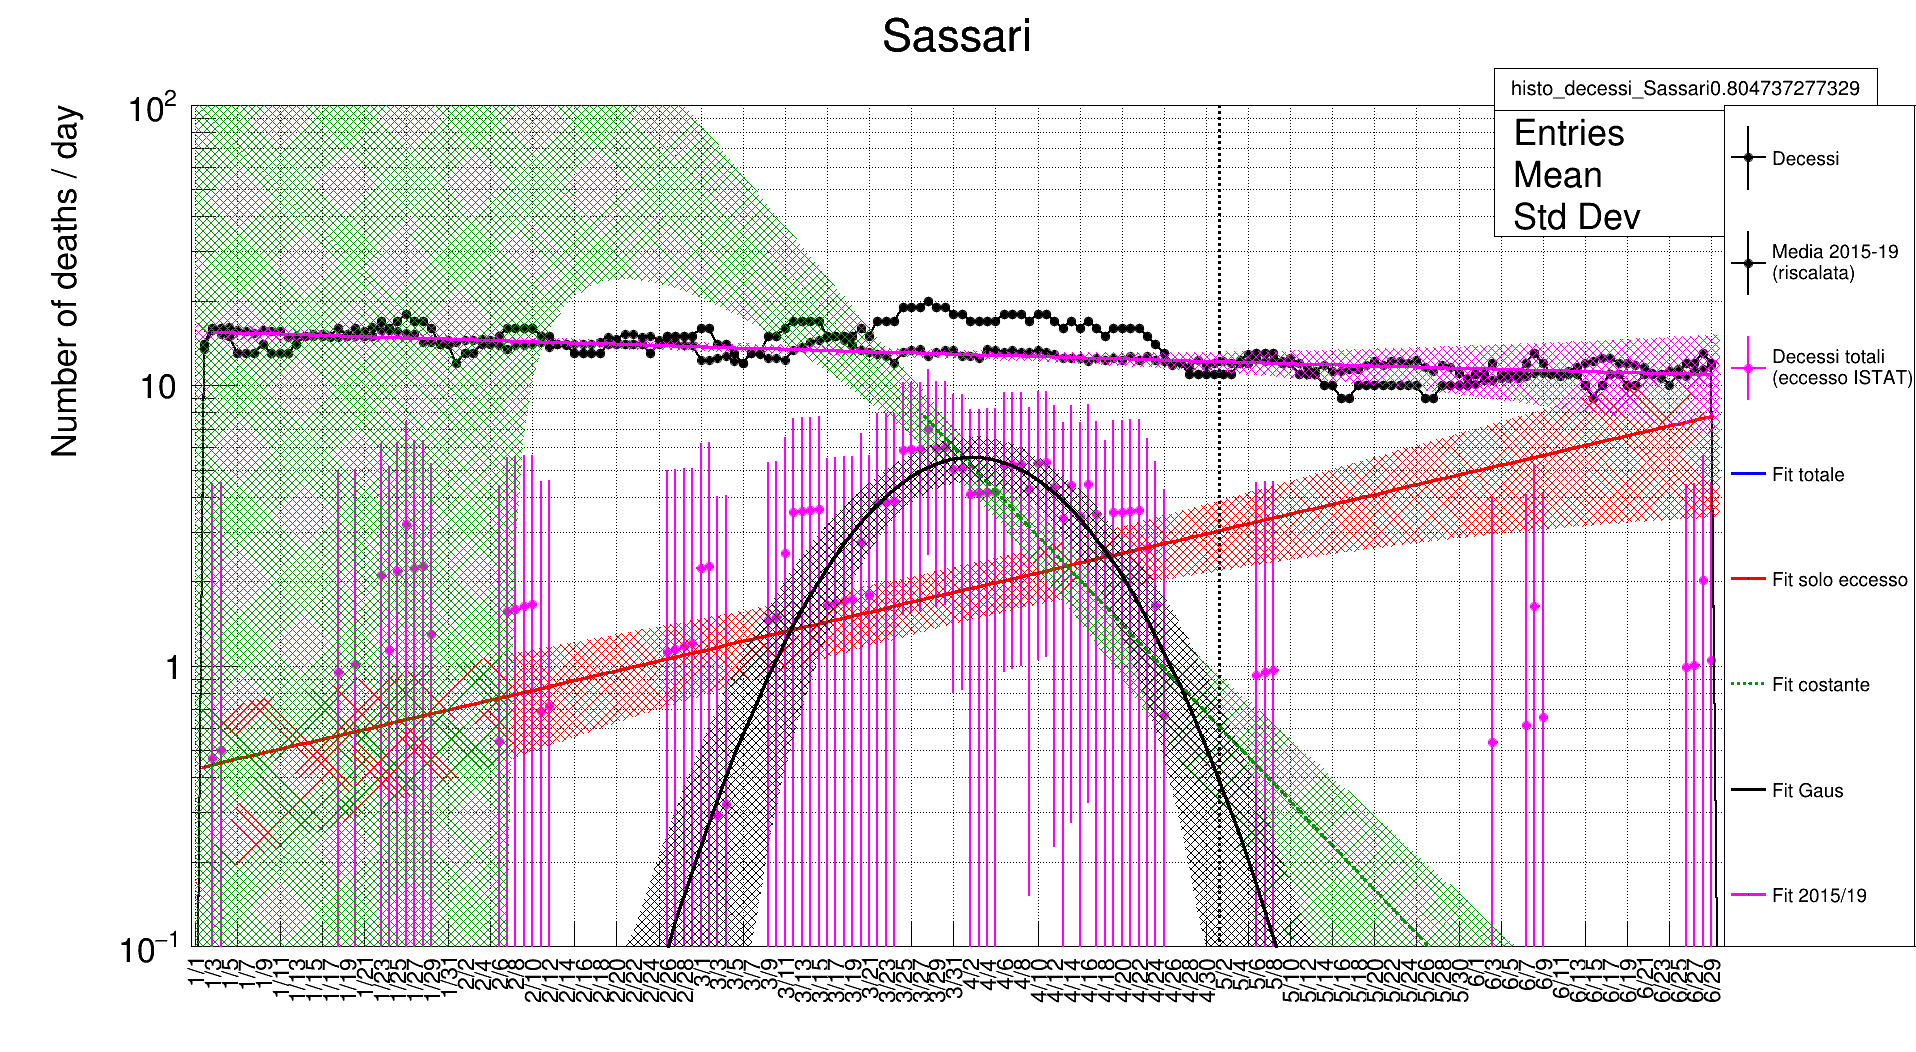 Sassari
histo_decessi_Sassari0.804737277329
Entries
Mean
Std Dev
Number of deaths / day
10²
10
1
10⁻¹
Decessi
Media 2015-19
(riscalata)
Decessi totali
(eccesso ISTAT)
Fit totale
Fit solo eccesso
Fit costante
Fit Gaus
Fit 2015/19
1/1 1/3 1/5 1/7 1/9 1/11 1/13 1/15 1/17 1/19 1/21 1/23 1/25 1/27 1/29 1/31 2/2 2/4 2/6 2/8 2/10 2/12 2/14 2/16 2/18 2/20 2/22 2/24 2/26 2/28 3/1 3/3 3/5 3/7 3/9 3/11 3/13 3/15 3/17 3/19 3/21 3/23 3/25 3/27 3/29 3/31 4/2 4/4 4/6 4/8 4/10 4/12 4/14 4/16 4/18 4/20 4/22 4/24 4/26 4/28 4/30 5/2 5/4 5/6 5/8 5/10 5/12 5/14 5/16 5/18 5/20 5/22 5/24 5/26 5/28 5/30 6/1 6/3 6/5 6/7 6/9 6/11 6/13 6/15 6/17 6/19 6/21 6/23 6/25 6/27 6/29